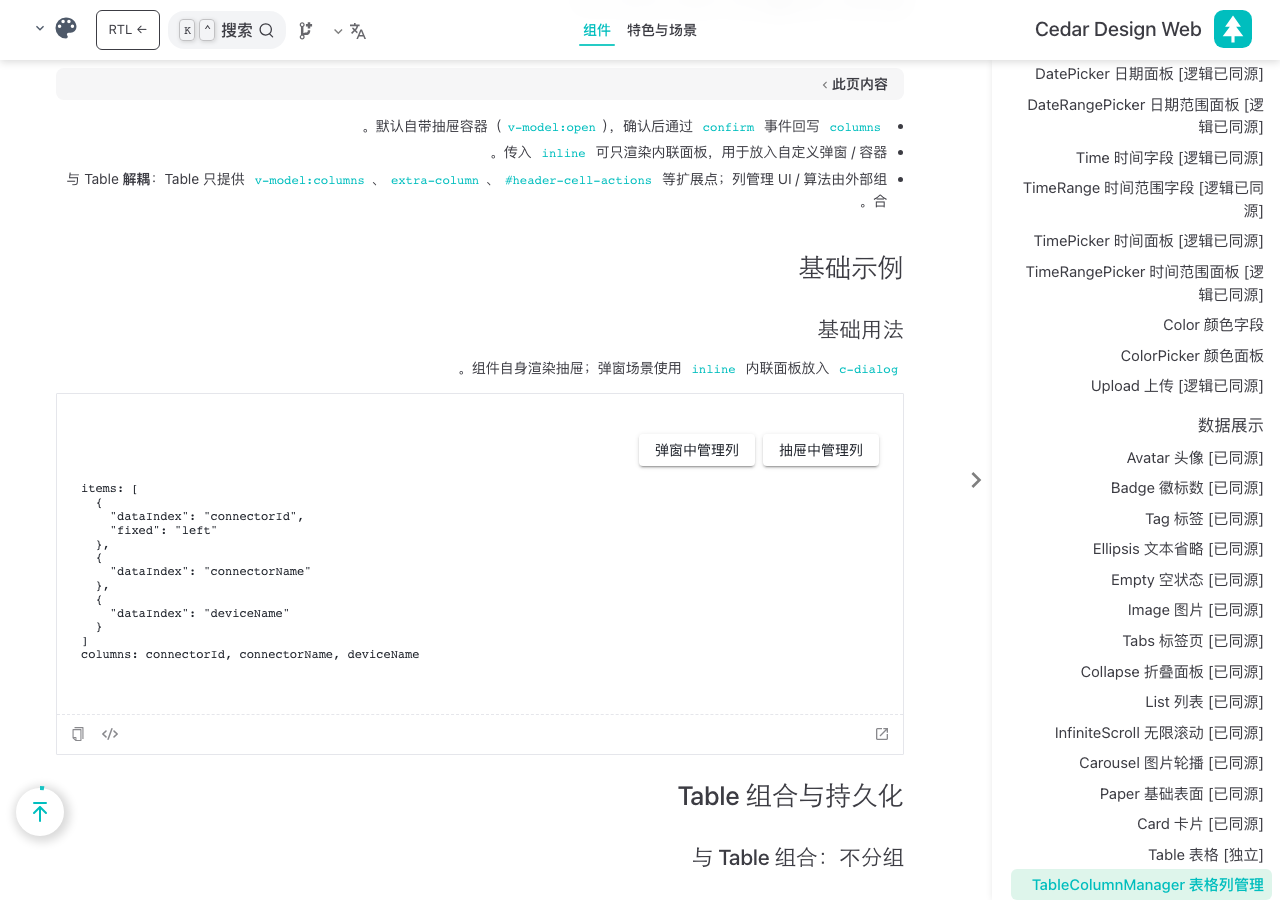 Cedar Design Web
特色与场景
组件
搜索
^
K
RTL ←
此页内容 ›
默认自带抽屉容器（ v-model:open ），确认后通过 confirm 事件回写 columns 。
传入 inline 可只渲染内联面板，用于放入自定义弹窗 / 容器。
与 Table 解耦：Table 只提供 v-model:columns 、 extra-column 、 #header-cell-actions 等扩展点；列管理 UI / 算法由外部组
合。
基础示例
基础用法
组件自身渲染抽屉；弹窗场景使用 inline 内联面板放入 c-dialog 。
抽屉中管理列
弹窗中管理列
items: [
  {
    "dataIndex": "connectorId",
    "fixed": "left"
  },
  {
    "dataIndex": "connectorName"
  },
  {
    "dataIndex": "deviceName"
  }
]
columns: connectorId, connectorName, deviceName
Table 组合与持久化
与 Table 组合：不分组
DatePicker 日期面板 [逻辑已同源]
DateRangePicker 日期范围面板 [逻
辑已同源]
Time 时间字段 [逻辑已同源]
TimeRange 时间范围字段 [逻辑已同
源]
TimePicker 时间面板 [逻辑已同源]
TimeRangePicker 时间范围面板 [逻
辑已同源]
Color 颜色字段
ColorPicker 颜色面板
Upload 上传 [逻辑已同源]
数据展示
Avatar 头像 [已同源]
Badge 徽标数 [已同源]
Tag 标签 [已同源]
Ellipsis 文本省略 [已同源]
Empty 空状态 [已同源]
Image 图片 [已同源]
Tabs 标签页 [已同源]
Collapse 折叠面板 [已同源]
List 列表 [已同源]
InfiniteScroll 无限滚动 [已同源]
Carousel 图片轮播 [已同源]
Paper 基础表面 [已同源]
Card 卡片 [已同源]
Table 表格 [独立]
TableColumnManager 表格列管理